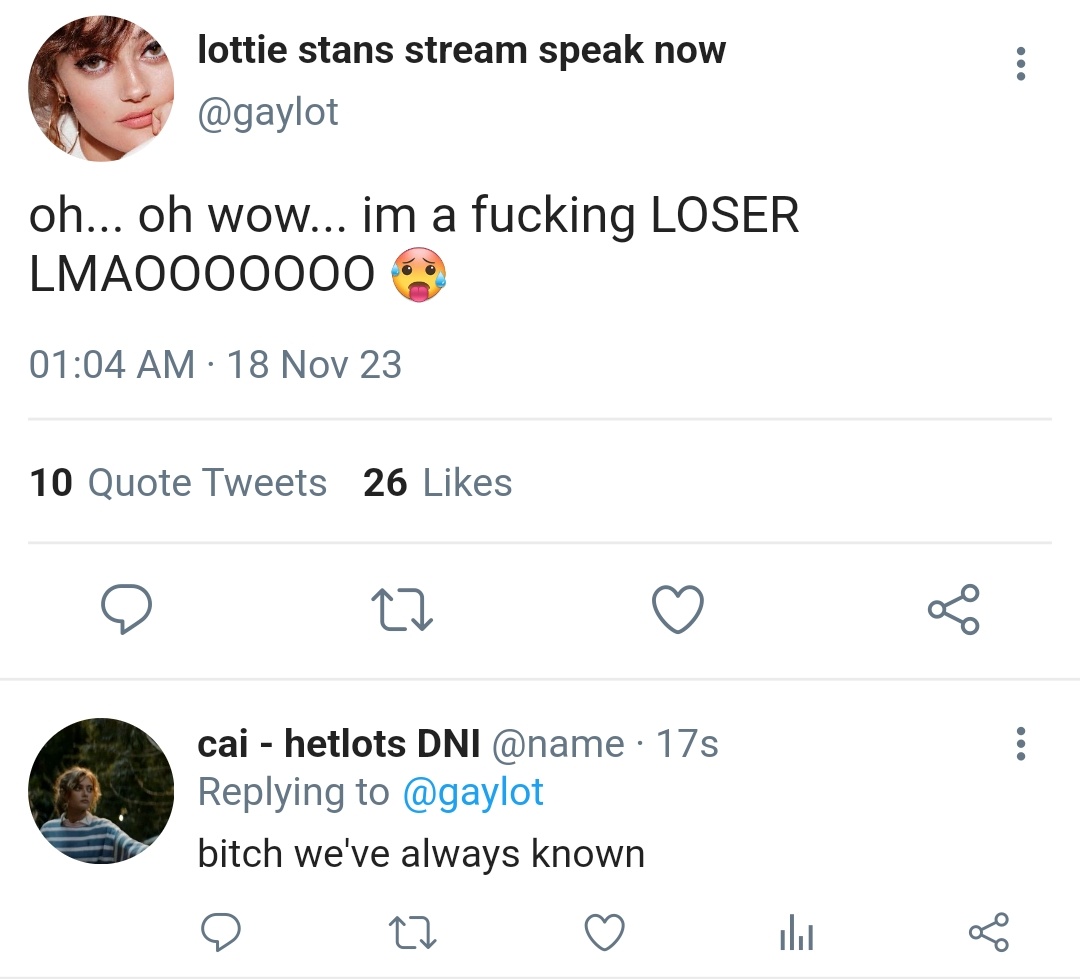 lottie stans stream speak now
@gaylot
oh... oh wow... im a fucking LOSER
LMAOOOOOOO 🥵
01:04 AM · 18 Nov 23
10 Quote Tweets 26 Likes
cai - hetlots DNI @name · 17s
Replying to @gaylot
bitch we've always known